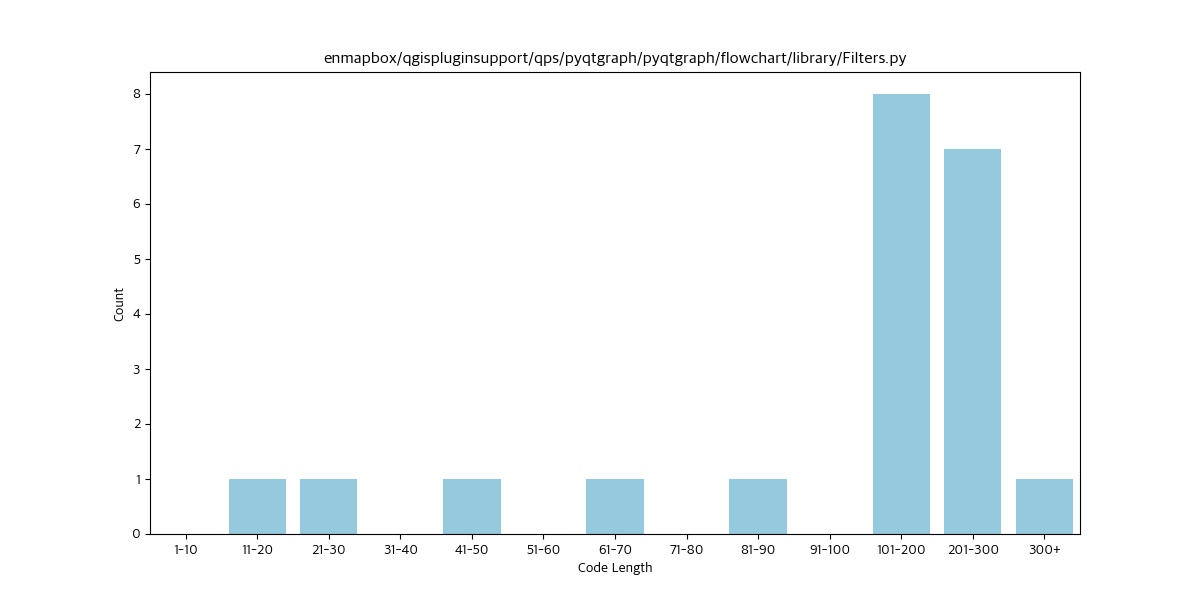 enmapbox/qgispluginsupport/qps/pyqtgraph/pyqtgraph/flowchart/library/Filters.py
8
7
6
5
4
3
2
1
0
Count
1-10 11-20 21-30 31-40 41-50 51-60 61-70 71-80 81-90 91-100 101-200 201-300 300+
Code Length